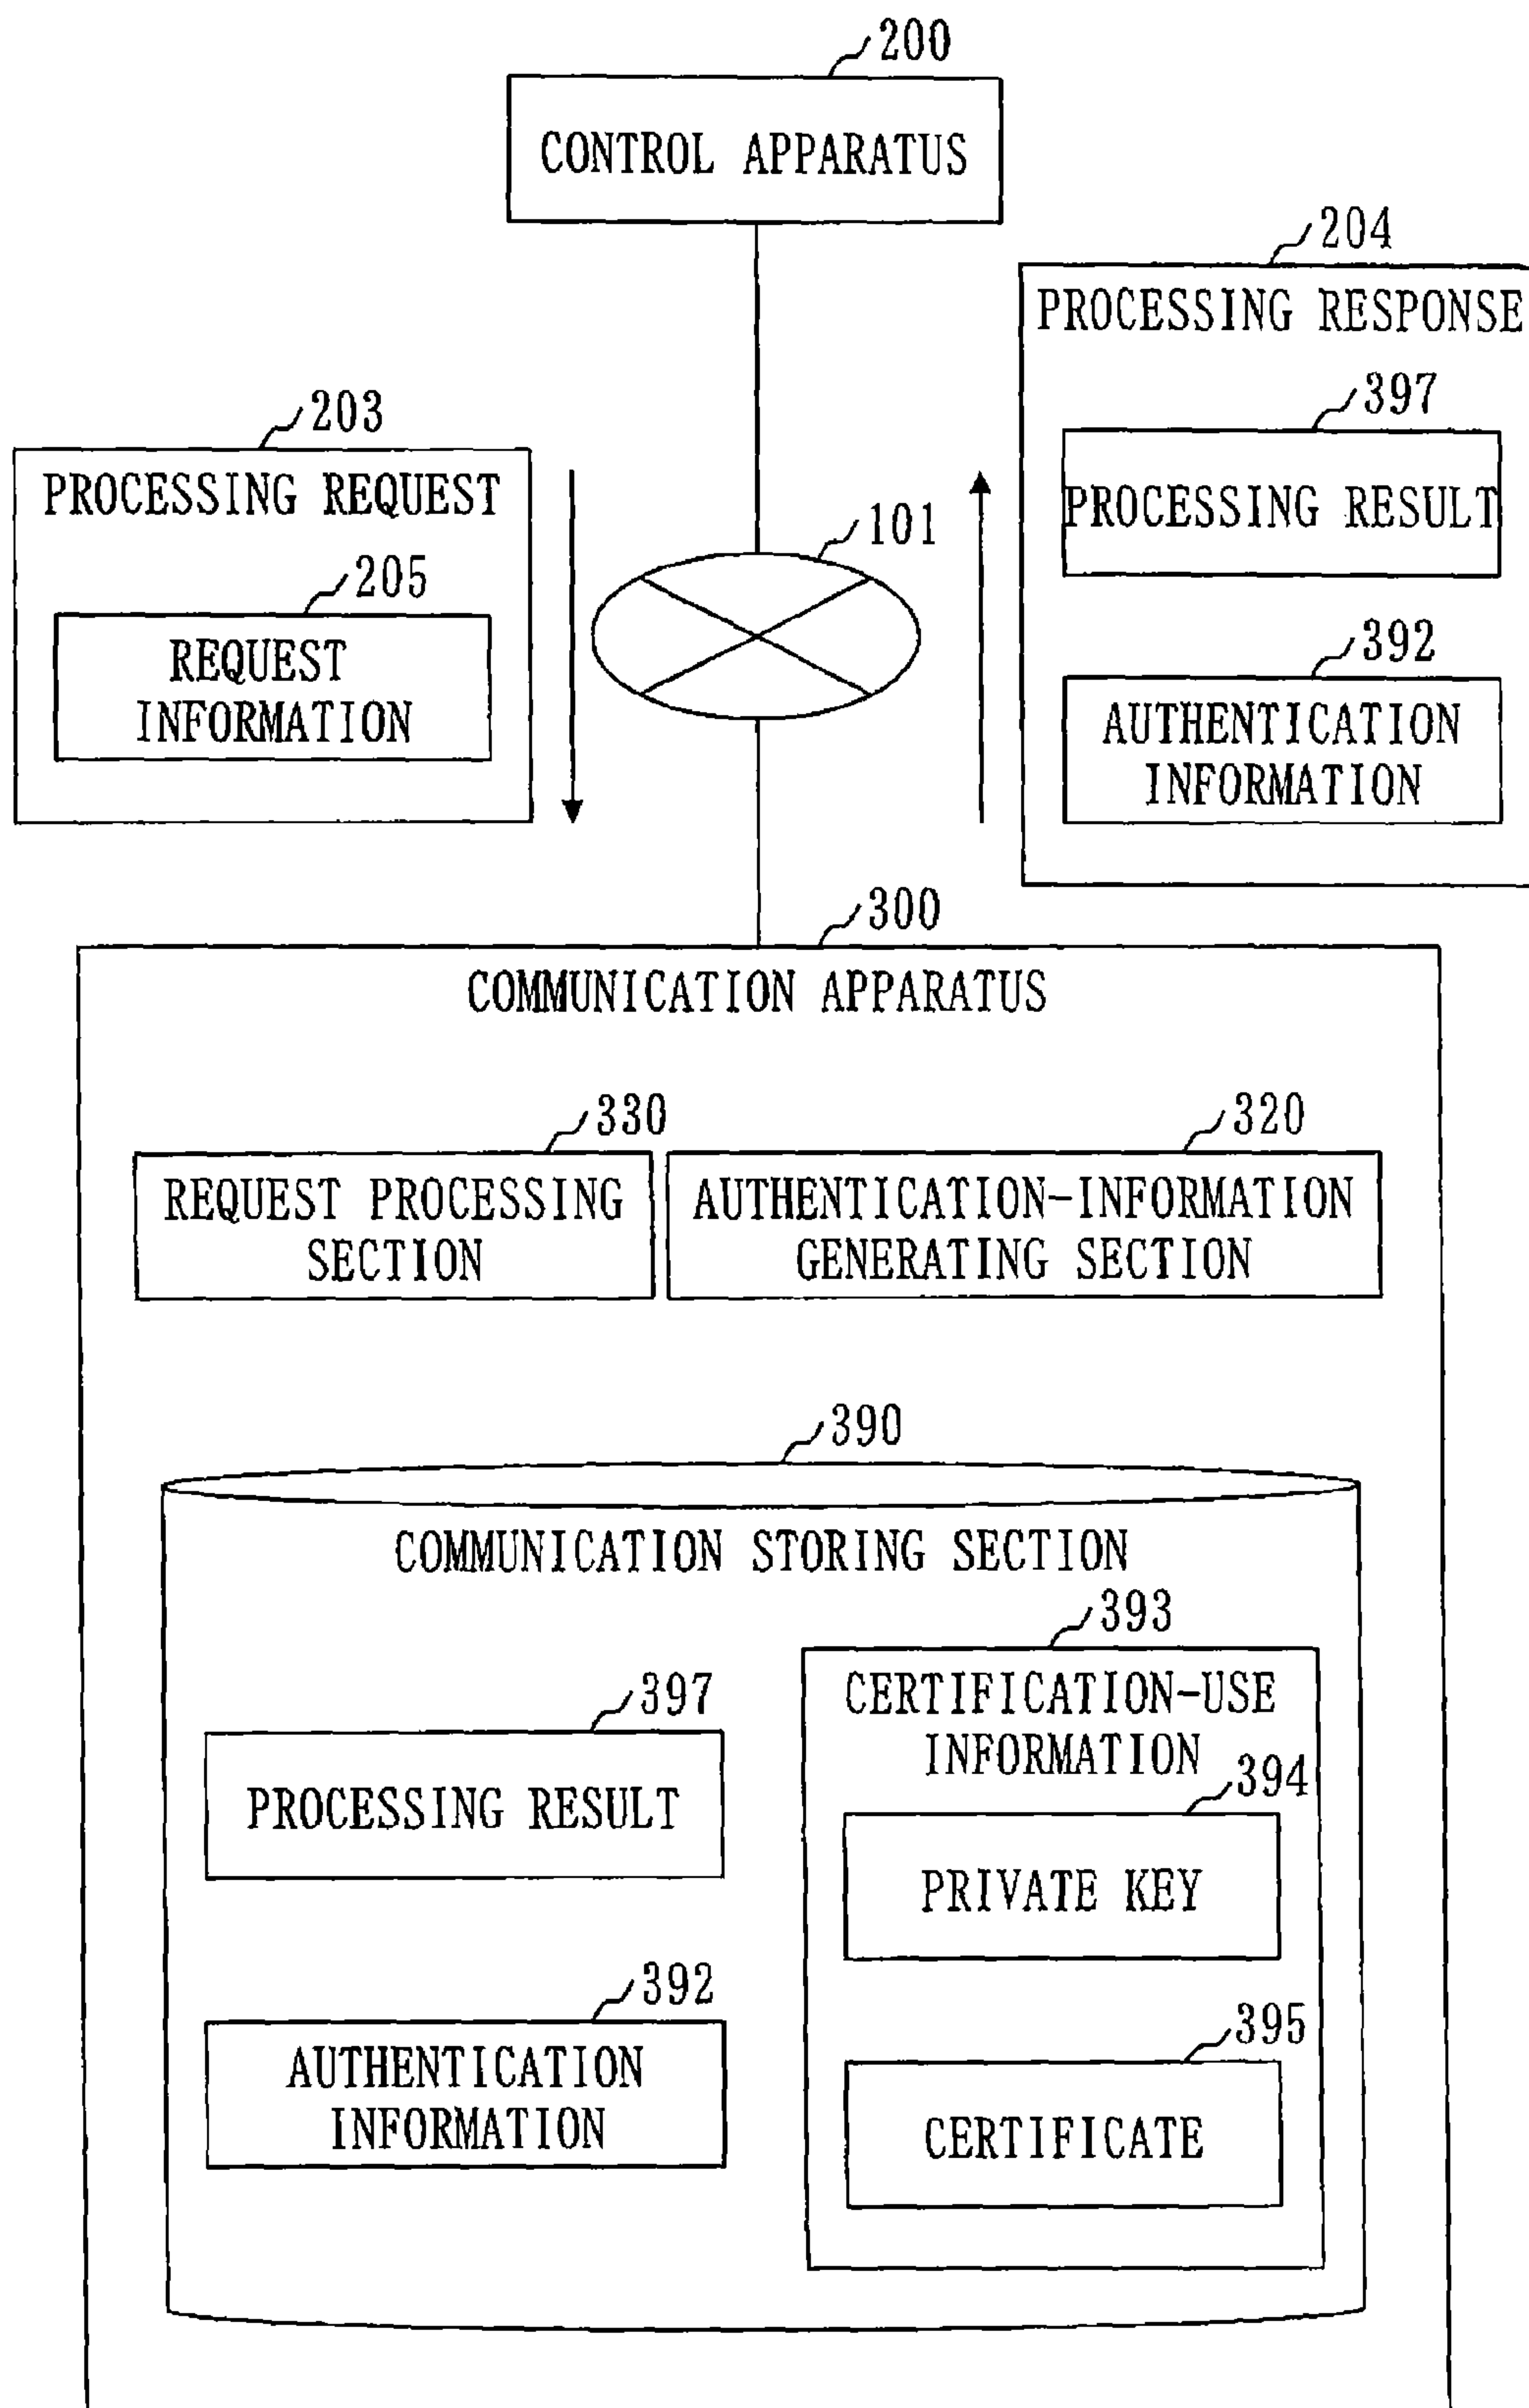 200
CONTROL APPARATUS
204
PROCESSING RESPONSE
397
PROCESSING RESULT
392
AUTHENTICATION
INFORMATION
203
PROCESSING REQUEST
205
REQUEST
INFORMATION
101
300
COMMUNICATION APPARATUS
330
REQUEST PROCESSING
SECTION
320
AUTHENTICATION-INFORMATION
GENERATING SECTION
390
COMMUNICATION STORING SECTION
397
PROCESSING RESULT
392
AUTHENTICATION
INFORMATION
393
CERTIFICATION-USE
INFORMATION
394
PRIVATE KEY
395
CERTIFICATE